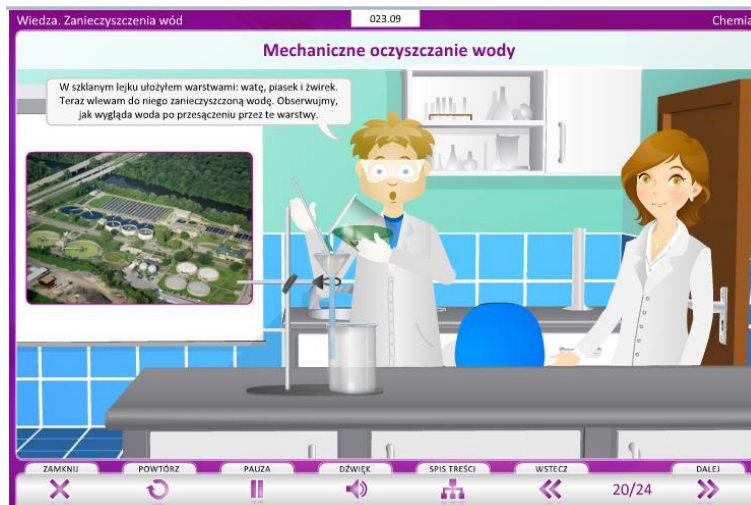 Wiedza. Zanieczyszczenia wód
023.09
Chemia
Mechaniczne oczyszczanie wody
W szklanym lejku ułożyłem warstwami: watę, piasek i żwirek.
Teraz wlewam do niego zanieczyszczoną wodę. Obserwujmy,
jak wygląda woda po przesączeniu przez te warstwy.
ZAMKNIJ
POWTÓRZ
PAUZA
DŹWIĘK
SPIS TREŚCI
WSTECZ
DALEJ
20/24